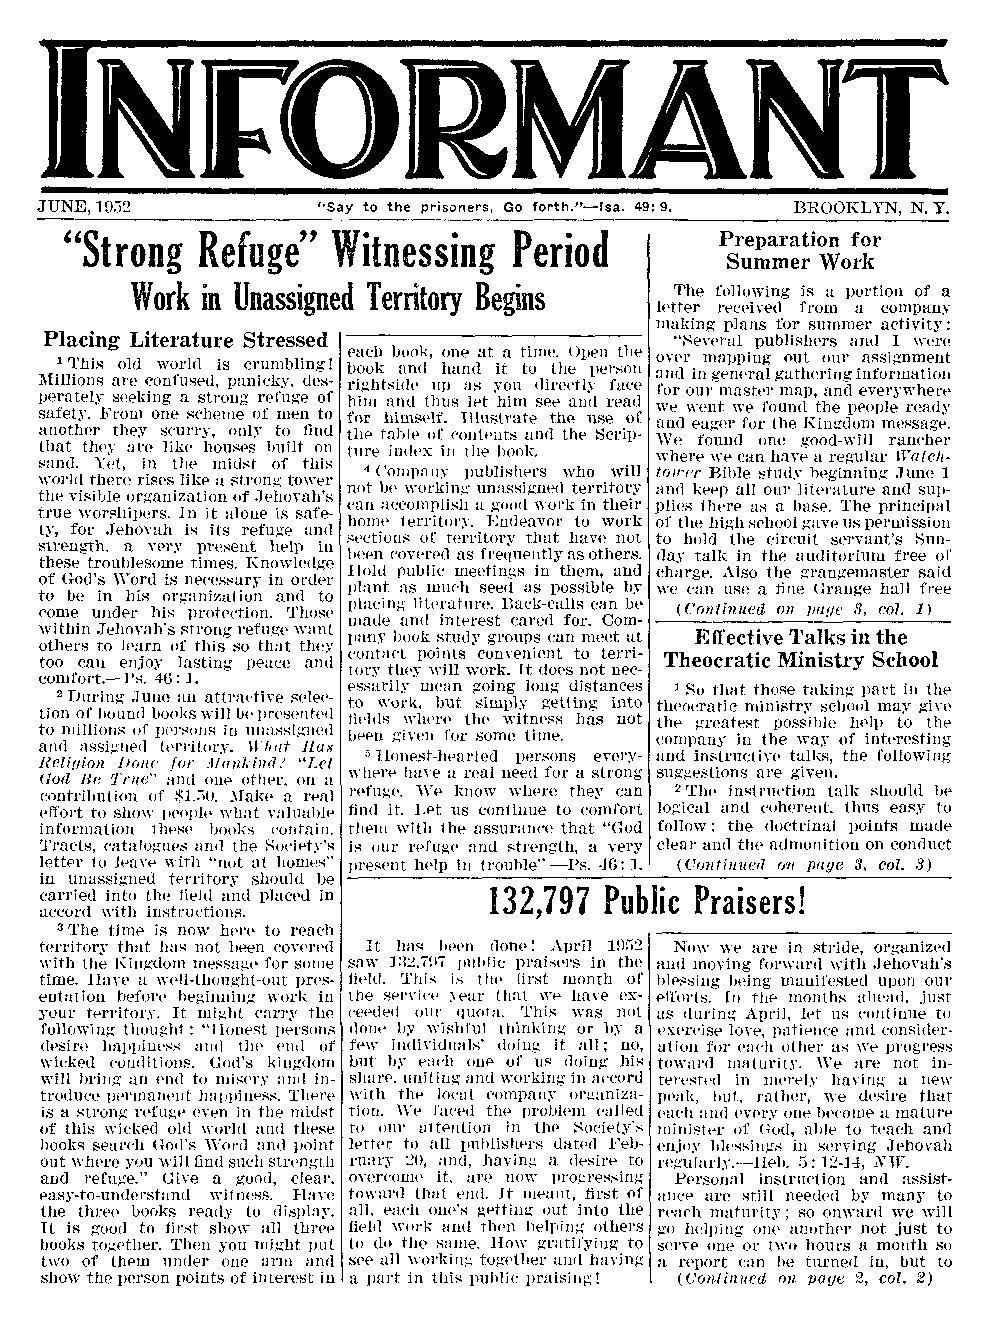 INFORMANT
JUNE, 1952
"Say to the prisoners, Go forth."—Isa. 49:9.
BROOKLYN, N. Y.
"Strong Refuge" Witnessing Period
Work in Unassigned Territory Begins
Placing Literature Stressed
1 This old world is crumbling!
Millions are confused, panicky, des-
perately seeking a strong refuge of
safety. From one scheme of men to
another they scurry, only to find
that they are like houses built on
sand. Yet, in the midst of this
world there rises like a strong tower
the visible organization of Jehovah's
true worshipers. In it alone is safe-
ty, for Jehovah is its refuge and
strength, a very present help in
these troublesome times. Knowledge
of God's Word is necessary in order
to be in his organization and to
come under his protection. Those
within Jehovah's strong refuge want
others to learn of this so that they
too can enjoy lasting peace and
comfort.—Ps. 46:1.
2 During June an attractive selec-
tion of bound books will be presented
to millions of persons in unassigned
and assigned territory. What Has
Religion Done for Mankind? "Let
God Be True" and one other, on a
contribution of $1.50. Make a real
effort to show people what valuable
information these books contain.
Tracts, catalogues and the Society's
letter to leave with "not at homes"
in unassigned territory should be
carried into the field and placed in
accord with instructions.
3 The time is now here to reach
territory that has not been covered
with the Kingdom message for some
time. Have a well-thought-out pres-
entation before beginning work in
your territory. It might carry the
following thought: "Honest persons
desire happiness and the end of
wicked conditions. God's kingdom
will bring an end to misery and in-
troduce permanent happiness. There
is a strong refuge even in the midst
of this wicked old world and these
books search God's Word and point
out where you will find such strength
and refuge." Give a good, clear,
easy-to-understand witness. Have
the three books ready to display.
It is good to first show all three
books together. Then you might put
two of them under one arm and
show the person points of interest in
each book, one at a time. Open the
book and hand it to the person
rightside up as you directly face
him and thus let him see and read
for himself. Illustrate the use of
the table of contents and the Scrip-
ture index in the book.
4 Company publishers who will
not be working unassigned territory
can accomplish a good work in their
home territory. Endeavor to work
sections of territory that have not
been covered as frequently as others.
Hold public meetings in them, and
plant as much seed as possible by
placing literature. Back-calls can be
made and interest cared for. Com-
pany book study groups can meet at
contact points convenient to terri-
tory they will work. It does not nec-
essarily mean going long distances
to work, but simply getting into
fields where the witness has not
been given for some time.
5 Honest-hearted persons every-
where have a real need for a strong
refuge. We know where they can
find it. Let us continue to comfort
them with the assurance that "God
is our refuge and strength, a very
present help in trouble"—Ps. 46:1.
Preparation for
Summer Work
The following is a portion of a
letter received from a company
making plans for summer activity:
"Several publishers and I were
over mapping out our assignment
and in general gathering information
for our master map, and everywhere
we went we found the people ready
and eager for the Kingdom message.
We found one good-will rancher
where we can have a regular Watch-
tower Bible study beginning June 1
and keep all our literature and sup-
plies there as a base. The principal
of the high school gave us permission
to hold the circuit servant's Sun-
day talk in the auditorium free of
charge. Also the grangemaster said
we can use a fine Grange hall free
(Continued on page 3, col. 1)
Effective Talks in the
Theocratic Ministry School
1 So that those taking part in the
theocratic ministry school may give
the greatest possible help to the
company in the way of interesting
and instructive talks, the following
suggestions are given.
2 The instruction talk should be
logical and coherent, thus easy to
follow; the doctrinal points made
clear and the admonition on conduct
(Continued on page 3, col. 3)
132,797 Public Praisers!
It has been done! April 1952
saw 132,797 public praisers in the
field. This is the first month of
the service year that we have ex-
ceeded our quota. This was not
done by wishful thinking or by a
few individuals' doing it all; no,
but by each one of us doing his
share, uniting and working in accord
with the local company organiza-
tion. We faced the problem called
to our attention in the Society's
letter to all publishers dated Feb-
ruary 20, and, having a desire to
overcome it, are now progressing
toward that end. It meant, first of
all, each one's getting out into the
field work and then helping others
to do the same. How gratifying to
see all working together and having
a part in this public praising!
Now we are in stride, organized
and moving forward with Jehovah's
blessing being manifested upon our
efforts. In the months ahead, just
as during April, let us continue to
exercise love, patience and consider-
ation for each other as we progress
toward maturity. We are not in-
terested in merely having a new
peak, but, rather, we desire that
each and every one become a mature
minister of God, able to teach and
enjoy blessings in serving Jehovah
regularly.—Heb. 5:12-14, NW.
Personal instruction and assist-
ance are still needed by many to
reach maturity; so onward we will
go helping one another not just to
serve one or two hours a month so
a report can be turned in, but to
(Continued on page 2, col. 2)